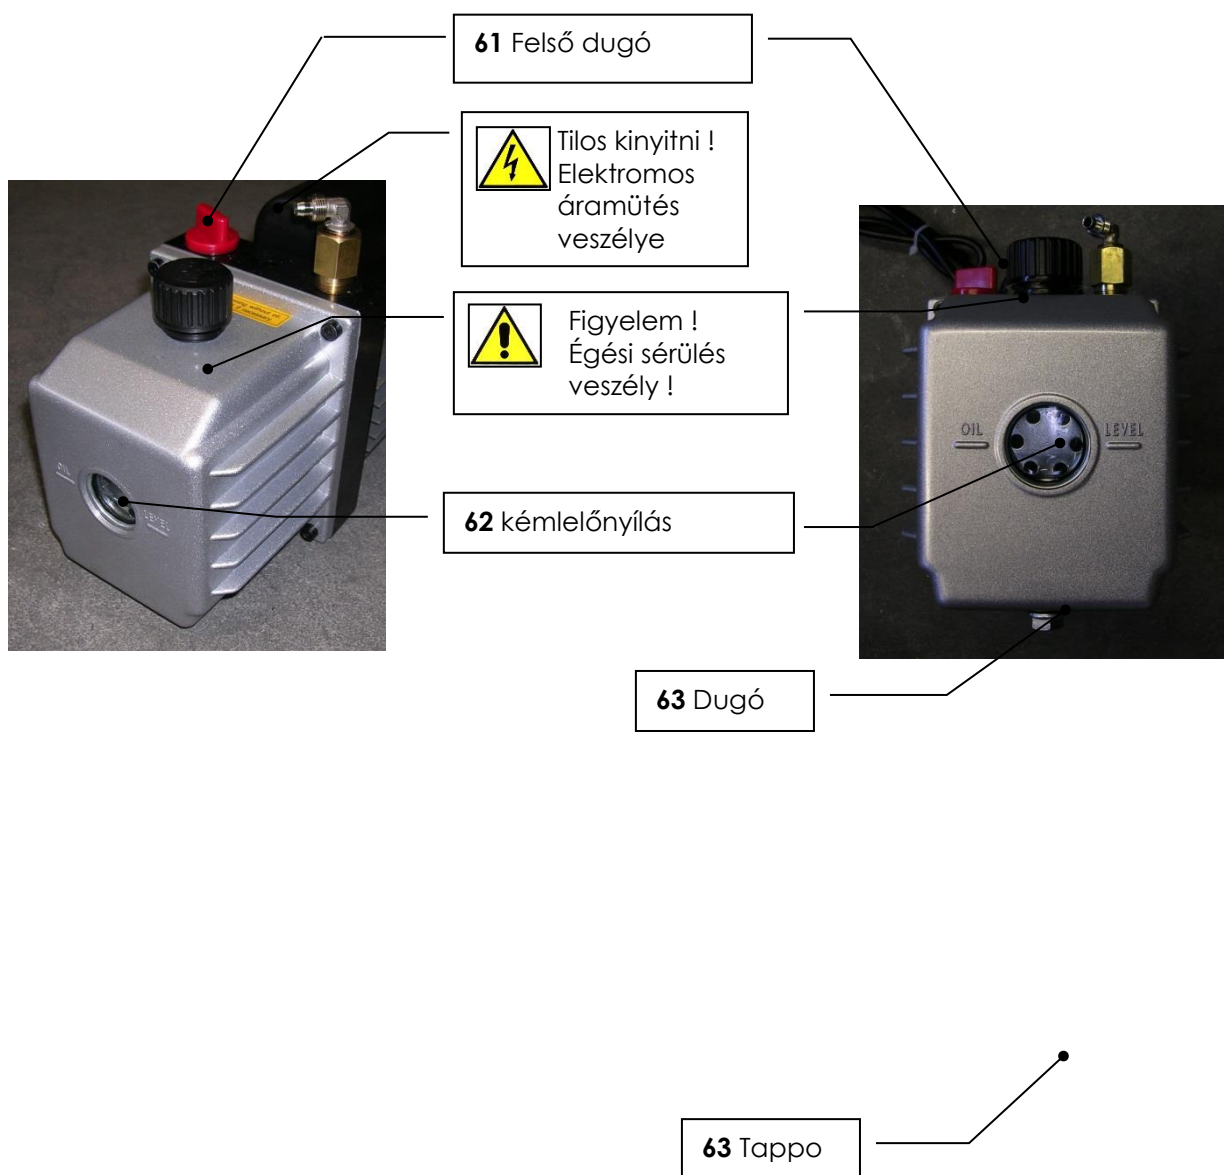 61 Felső dugó
Tilos kinyitni !
Elektromos
áramütés
veszélye
Figyelem !
Égési sérülés
veszély !
OIL
LEVEL
OIL LEVEL
62 kémlelőnyílás
63 Dugó
63 Tappo